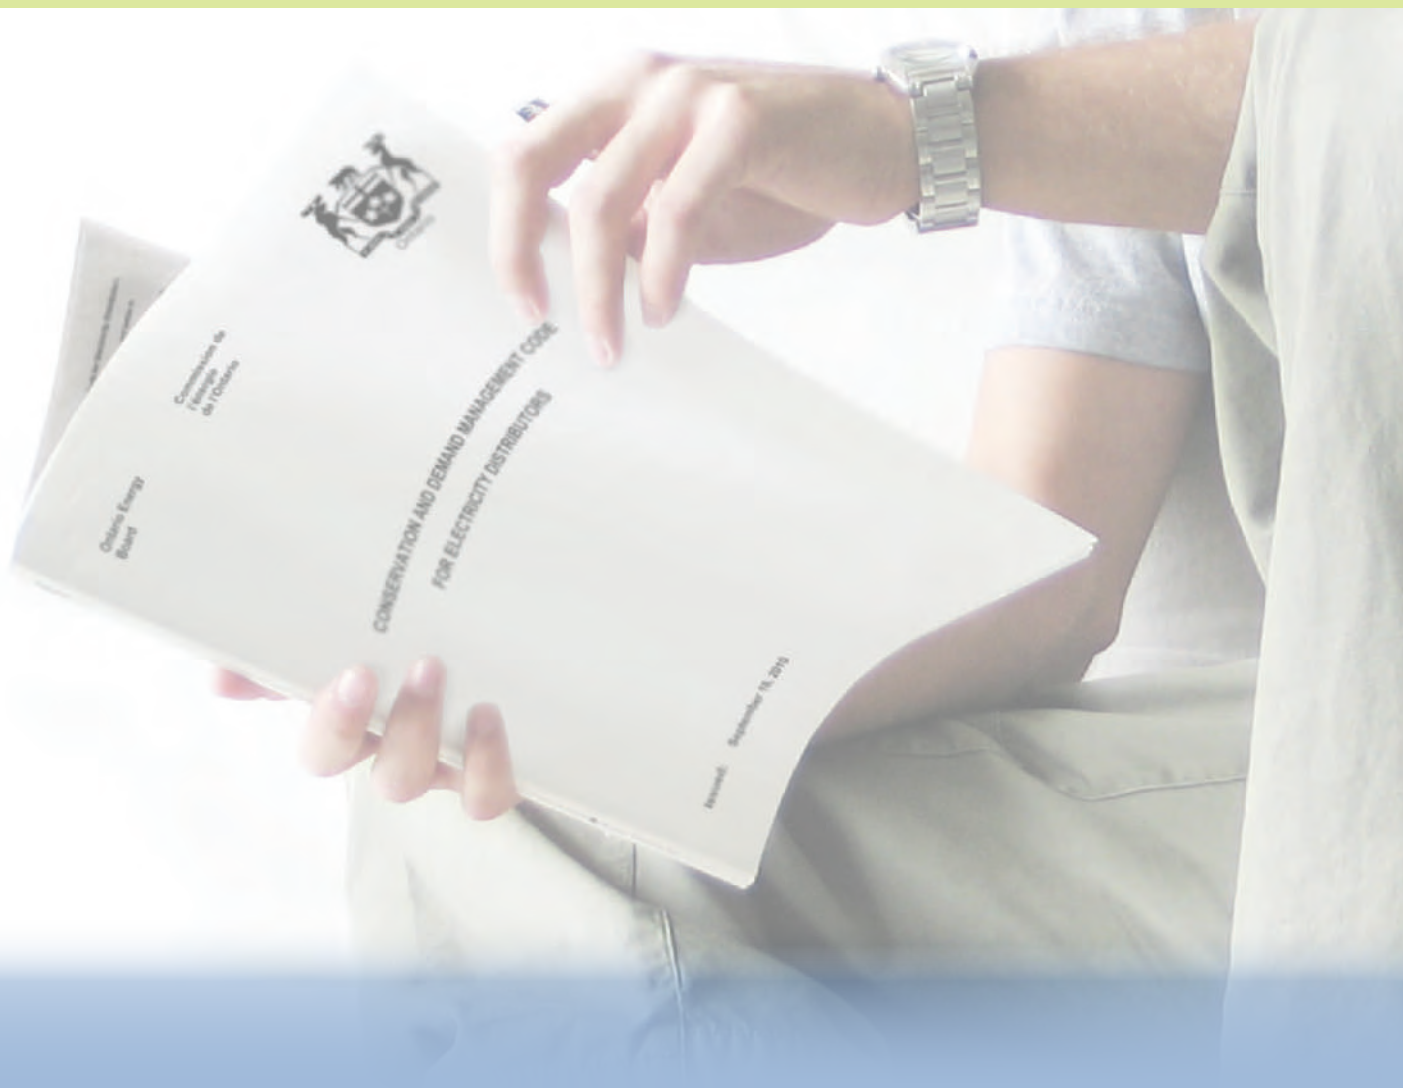 Ontario
Ontario Energy
Board
Commission de
l'énergie
de l'Ontario
CONSERVATION AND DEMAND MANAGEMENT CODE
FOR ELECTRICITY DISTRIBUTORS
September 16, 2010